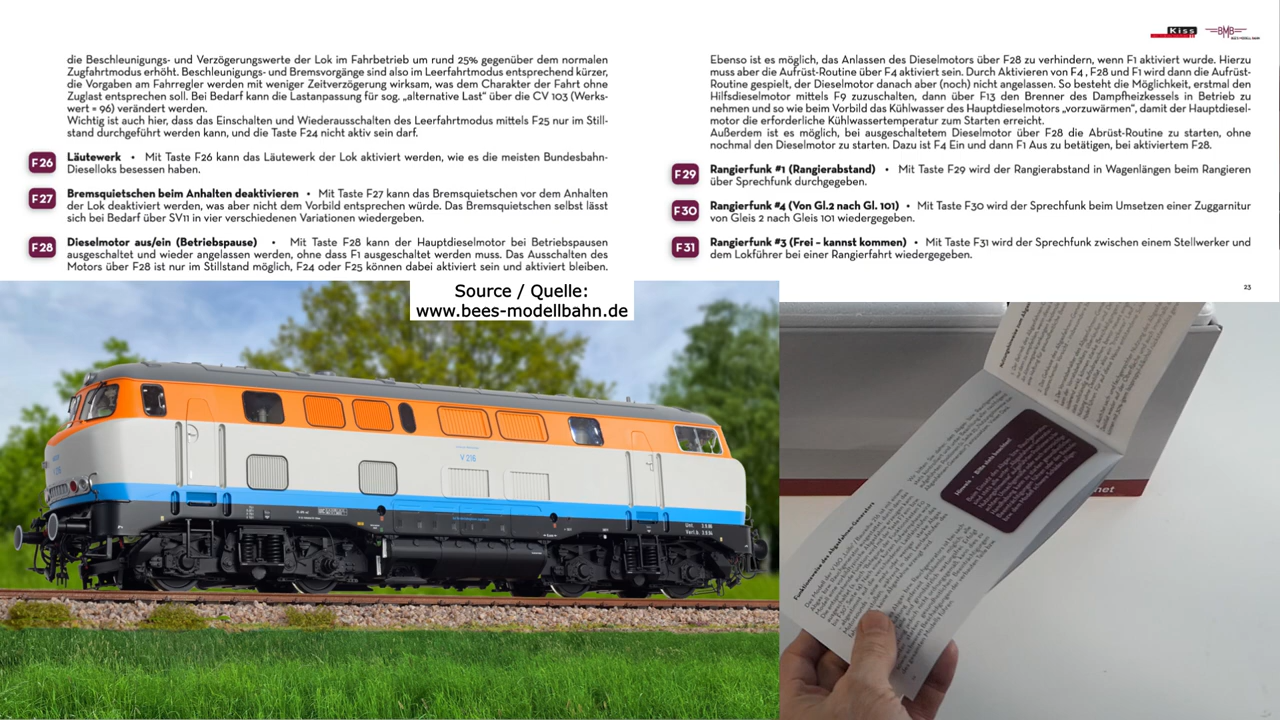 die Beschleunigungs- und Verzögerungswerte der Lok im Fahrbetrieb um rund 25% gegenüber dem normalen
Zugfahrtmodus erhöht. Beschleunigungs- und Bremsvorgänge sind also im Leerfahrtmodus entsprechend kürzer,
die Vorgaben am Fahrregler werden mit weniger Zeitverzögerung wirksam, was dem Charakter der Fahrt ohne
Zuglast entsprechen soll. Bei Bedarf kann die Lastanpassung für sog. „alternative Last“ über die CV 103 (Werks-
wert = 96) verändert werden.
Wichtig ist auch hier, dass das Einschalten und Wiederausschalten des Leerfahrtmodus mittels F25 nur im Still-
stand durchgeführt werden kann, und die Taste F24 nicht aktiv sein darf.
F26 Läutewerk • Mit Taste F26 kann das Läutewerk der Lok aktiviert werden, wie es die meisten Bundesbahn-
Dieselloks besessen haben.
F27 Bremsquietschen beim Anhalten deaktivieren • Mit Taste F27 kann das Bremsquietschen vor dem Anhalten
der Lok deaktiviert werden, was aber nicht dem Vorbild entsprechen würde. Das Bremsquietschen selbst lässt
sich bei Bedarf über SV11 in vier verschiedenen Variationen wiedergeben.
F28 Dieselmotor aus/ein (Betriebspause) • Mit Taste F28 kann der Hauptdieselmotor bei Betriebspausen
ausgeschaltet und wieder angelassen werden, ohne dass F1 ausgeschaltet werden muss. Das Ausschalten des
Motors über F28 ist nur im Stillstand möglich, F24 oder F25 können dabei aktiviert sein und aktiviert bleiben.
Kiss
BMB
Ebenso ist es möglich, das Anlassen des Dieselmotors über F28 zu verhindern, wenn F1 aktiviert wurde. Hierzu
muss aber die Aufrüst-Routine über F4 aktiviert sein. Durch Aktivieren von F4 , F28 und F1 wird dann die Aufrüst-
Routine gespielt, der Dieselmotor danach aber (noch) nicht angelassen. So besteht die Möglichkeit, erstmal den
Hilfsdieselmotor mittels F9 zuzuschalten, dann über F13 den Brenner des Dampfheizkessels in Betrieb zu
nehmen und so wie beim Vorbild das Kühlwasser des Hauptdieselmotors „vorzuwärmen“, damit der Hauptdiesel-
motor die erforderliche Kühlwassertemperatur zum Starten erreicht.
Außerdem ist es möglich, bei ausgeschaltetem Dieselmotor über F28 die Abrüst-Routine zu starten, ohne
nochmal den Dieselmotor zu starten. Dazu ist F4 Ein und dann F1 Aus zu betätigen, bei aktiviertem F28.
F29 Rangierfunk #1 (Rangierabstand) • Mit Taste F29 wird der Rangierabstand in Wagenlängen beim Rangieren
über Sprechfunk durchgegeben.
F30 Rangierfunk #4 (Von Gl.2 nach Gl. 101) • Mit Taste F30 wird der Sprechfunk beim Umsetzen einer Zuggarnitur
von Gleis 2 nach Gleis 101 wiedergegeben.
F31 Rangierfunk #3 (Frei – kannst kommen) • Mit Taste F31 wird der Sprechfunk zwischen einem Stellwerker und
dem Lokführer bei einer Rangierfahrt wiedergegeben.
23
Source / Quelle:
www.bees-modellbahn.de
V 216
Funktionsweise des Abgasfahnen-Generators
Hinweis – Bitte stets beachten!
net